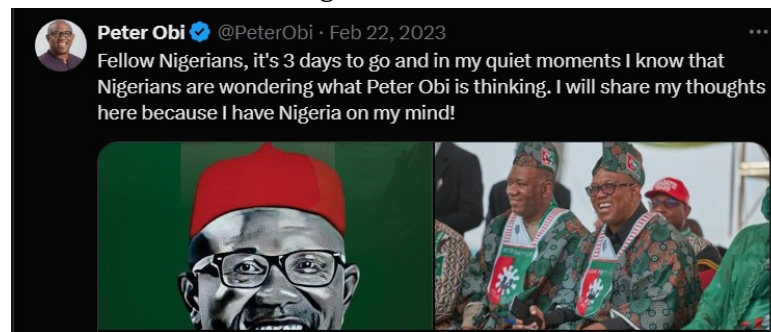 Peter Obi @PeterObi · Feb 22, 2023
Fellow Nigerians, it's 3 days to go and in my quiet moments I know that
Nigerians are wondering what Peter Obi is thinking. I will share my thoughts
here because I have Nigeria on my mind!